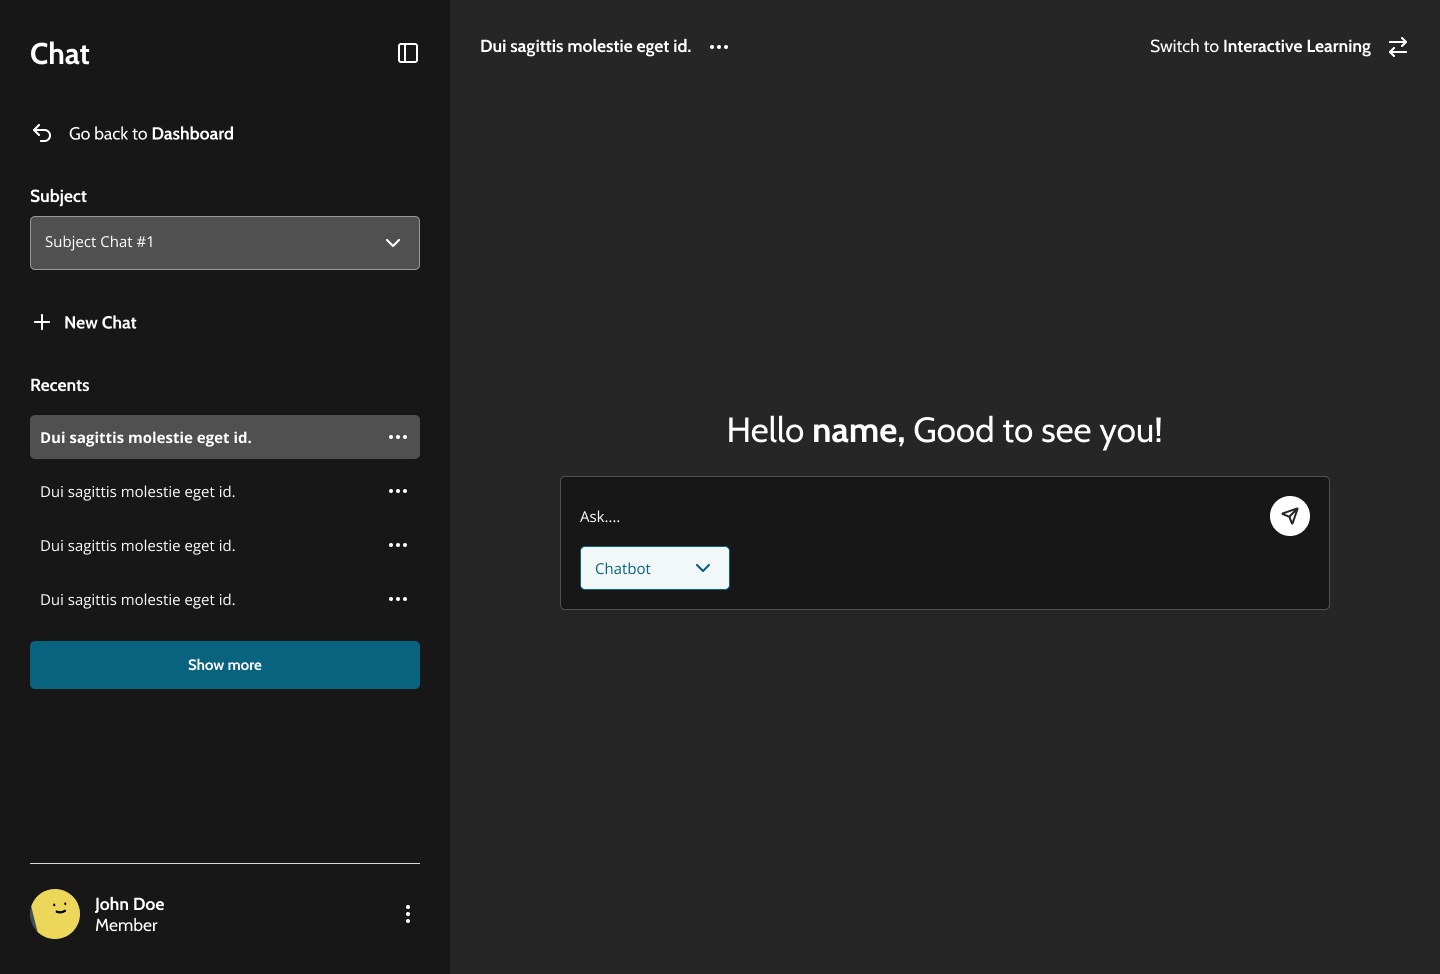 Chat
Go back to Dashboard
Subject
Subject Chat #1
New Chat
Recents
Dui sagittis molestie eget id.
Dui sagittis molestie eget id.
Dui sagittis molestie eget id.
Dui sagittis molestie eget id.
Show more
John Doe
Member
Dui sagittis molestie eget id.
Switch to Interactive Learning
Hello name, Good to see you!
Ask....
Chatbot